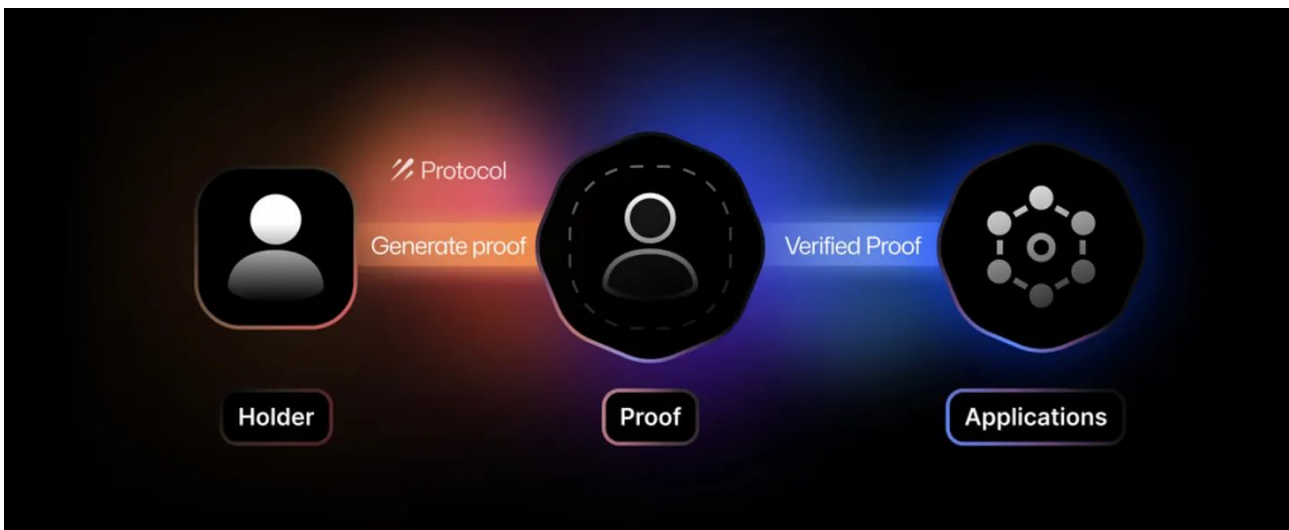 Protocol
Generate proof
Verified Proof
Holder
Proof
Applications